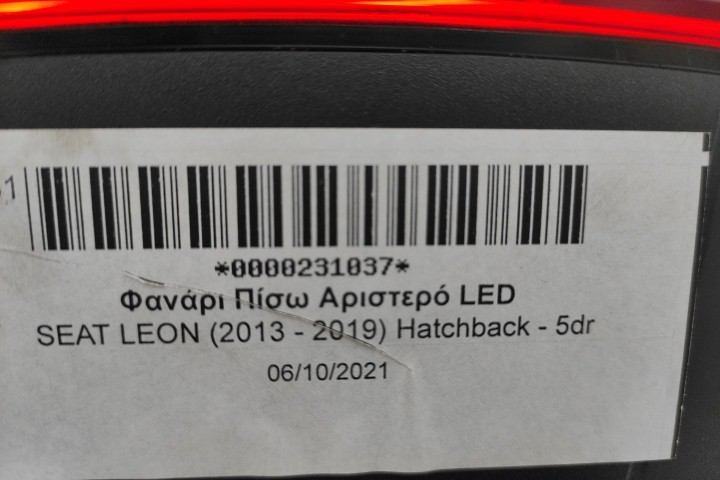 *0000231037*
Φανάρι Πίσω Αριστερό LED
SEAT LEON (2013 - 2019) Hatchback - 5dr
06/10/2021